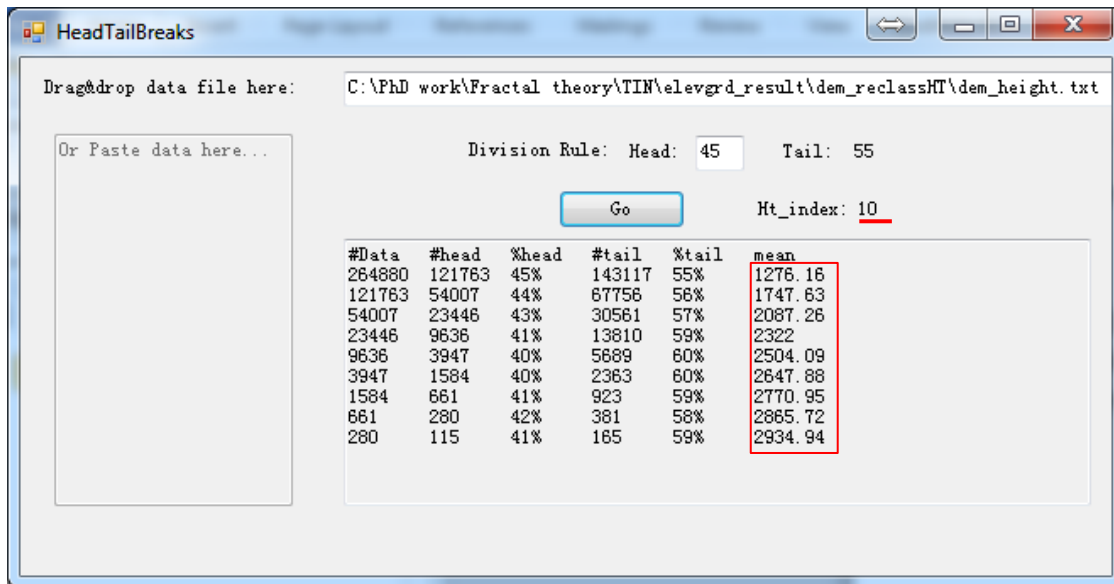 HeadTailBreaks
Drag&drop data file here: C:\PhD work\Fractal theory\TIN\elevgrd_result\dem_reclassHT\dem_height.txt
Or Paste data here...
Division Rule: Head: 45 Tail: 55
Go Ht_index: 10
#Data #head %head #tail %tail mean
264880 121763 45% 143117 55% 1276.16
121763 54007 44% 67756 56% 1747.63
54007 23446 43% 30561 57% 2087.26
23446 9636 41% 13810 59% 2322
9636 3947 40% 5689 60% 2504.09
3947 1584 40% 2363 60% 2647.88
1584 661 41% 923 59% 2770.95
661 280 42% 381 58% 2865.72
280 115 41% 165 59% 2934.94